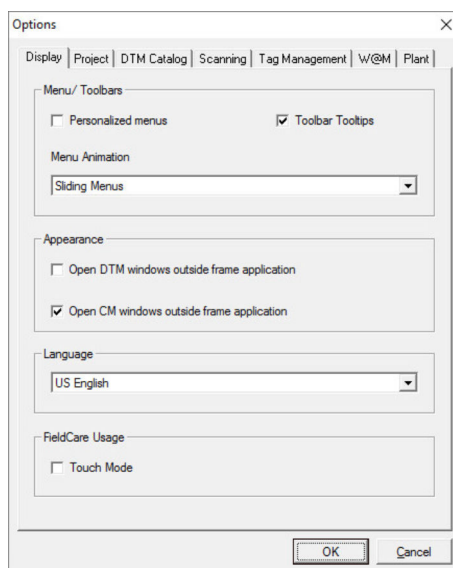 Options
Display Project DTM Catalog Scanning Tag Management W@M Plant
Menu/ Toolbars
Personalized menus Toolbar Tooltips
Menu Animation
Sliding Menus
Appearance
Open DTM windows outside frame application
Open CM windows outside frame application
Language
US English
FieldCare Usage
Touch Mode
OK Cancel